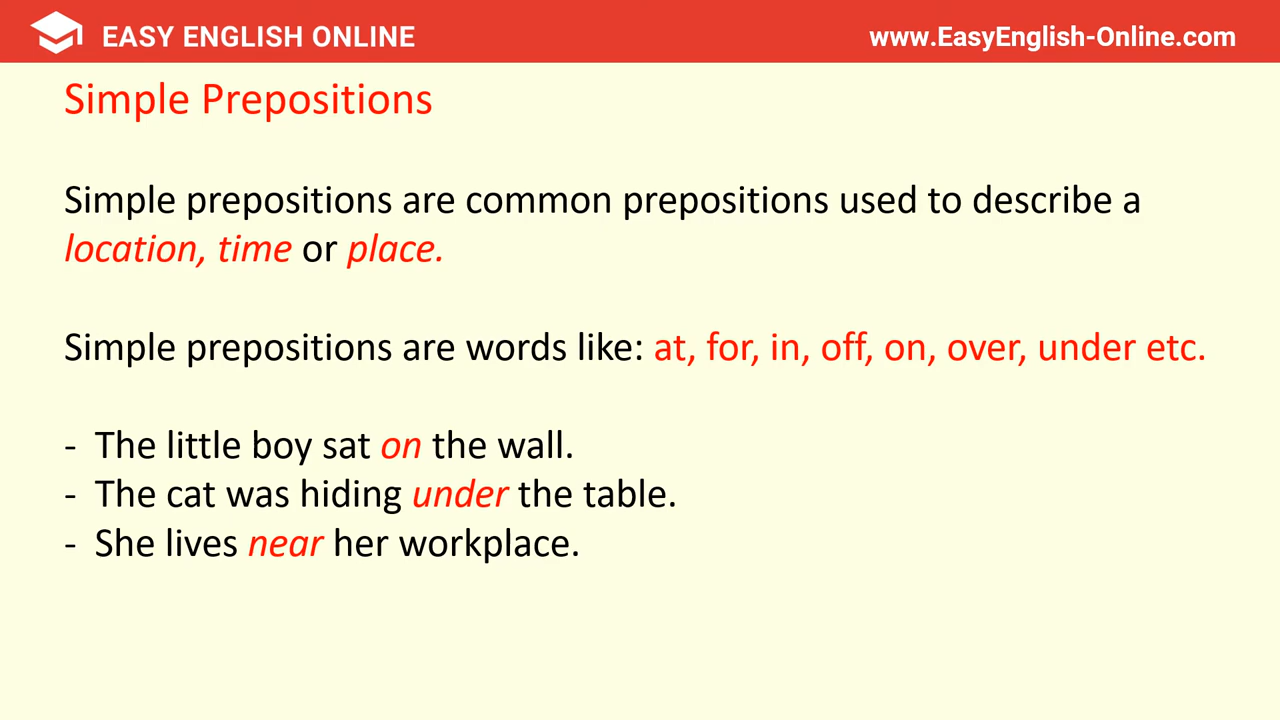 EASY ENGLISH ONLINE
www.EasyEnglish-Online.com
Simple Prepositions
Simple prepositions are common prepositions used to describe a
location, time or place.
Simple prepositions are words like: at, for, in, off, on, over, under etc.
- The little boy sat on the wall.
- The cat was hiding under the table.
- She lives near her workplace.